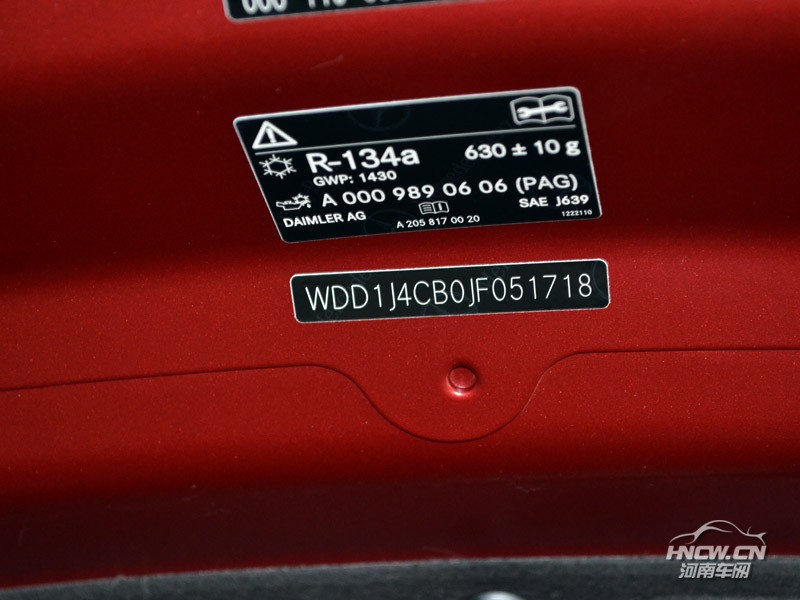 R-134a 630 ± 10 g
GWP: 1430
A 000 989 06 06 (PAG)
DAIMLER AG A 205 817 00 20 SAE J639
1222110
WDD1J4CB0JF051718
HNCW.CN
河南车网